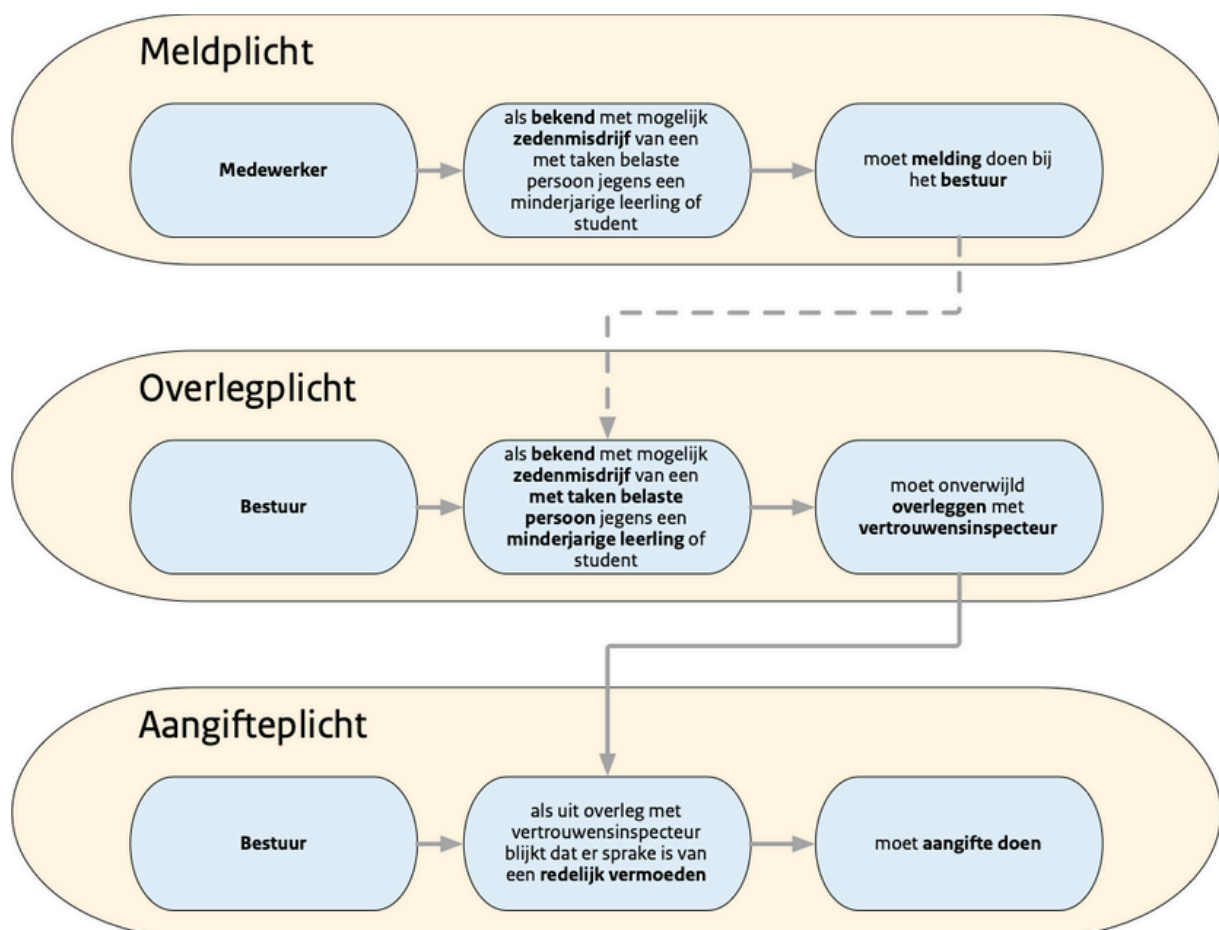 Meldplicht
Medewerker
als bekend met mogelijk
zedenmisdrijf van een
met taken belaste
persoon jegens een
minderjarige leerling of
student
moet melding doen bij
het bestuur
Overlegplicht
Bestuur
als bekend met mogelijk
zedenmisdrijf van een
met taken belaste
persoon jegens een
minderjarige leerling of
student
moet onverwijld
overleggen met
vertrouwensinspecteur
Aangifteplicht
Bestuur
als uit overleg met
vertrouwensinspecteur
blijkt dat er sprake is van
een redelijk vermoeden
moet aangifte doen